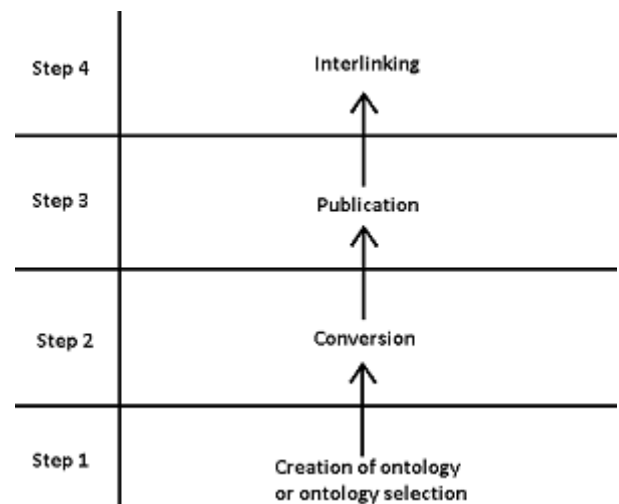 Step 4
Interlinking
Step 3
Publication
Step 2
Conversion
Step 1
Creation of ontology
or ontology selection